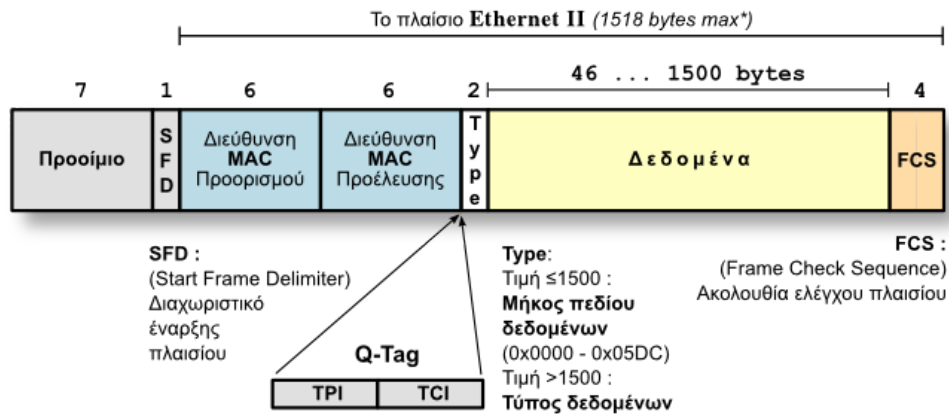 Το πλαίσιο Ethernet II (1518 bytes max*)
46 ... 1500 bytes
7 1 6 6 2 4
Προοίμιο
S
F
D
Διεύθυνση
MAC
Προορισμού
Διεύθυνση
MAC
Προέλευσης
T
y
p
e
Δεδομένα
FCS
SFD :
(Start Frame Delimiter)
Διαχωριστικό
έναρξης
πλαισίου
Q-Tag
TPI TCI
Type:
Τιμή ≤1500 :
Μήκος πεδίου
δεδομένων
(0x0000 - 0x05DC)
Τιμή >1500 :
Τύπος δεδομένων
FCS :
(Frame Check Sequence)
Ακολουθία ελέγχου πλαισίου